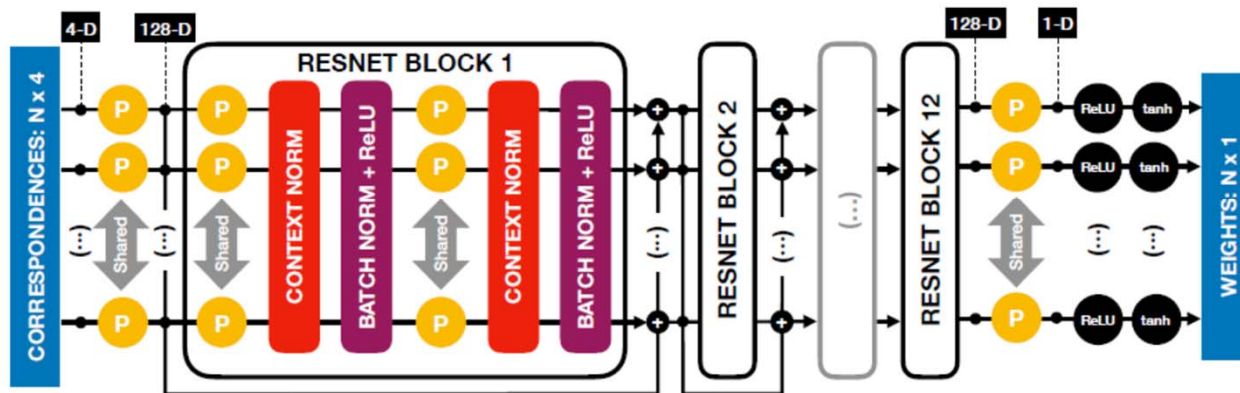 4-D
128-D
128-D
1-D
CORRESPONDENCES: N x 4
RESNET BLOCK 1
P
P
(...)
Shared
P
(...)
P
P
Shared
P
CONTEXT NORM
BATCH NORM + ReLU
P
P
Shared
P
CONTEXT NORM
BATCH NORM + ReLU
+
+
(...)
+
RESNET BLOCK 2
+
+
(...)
+
(...)
RESNET BLOCK 12
P
P
Shared
P
ReLU
ReLU
(...)
ReLU
tanh
tanh
(...)
tanh
WEIGHTS: N x 1